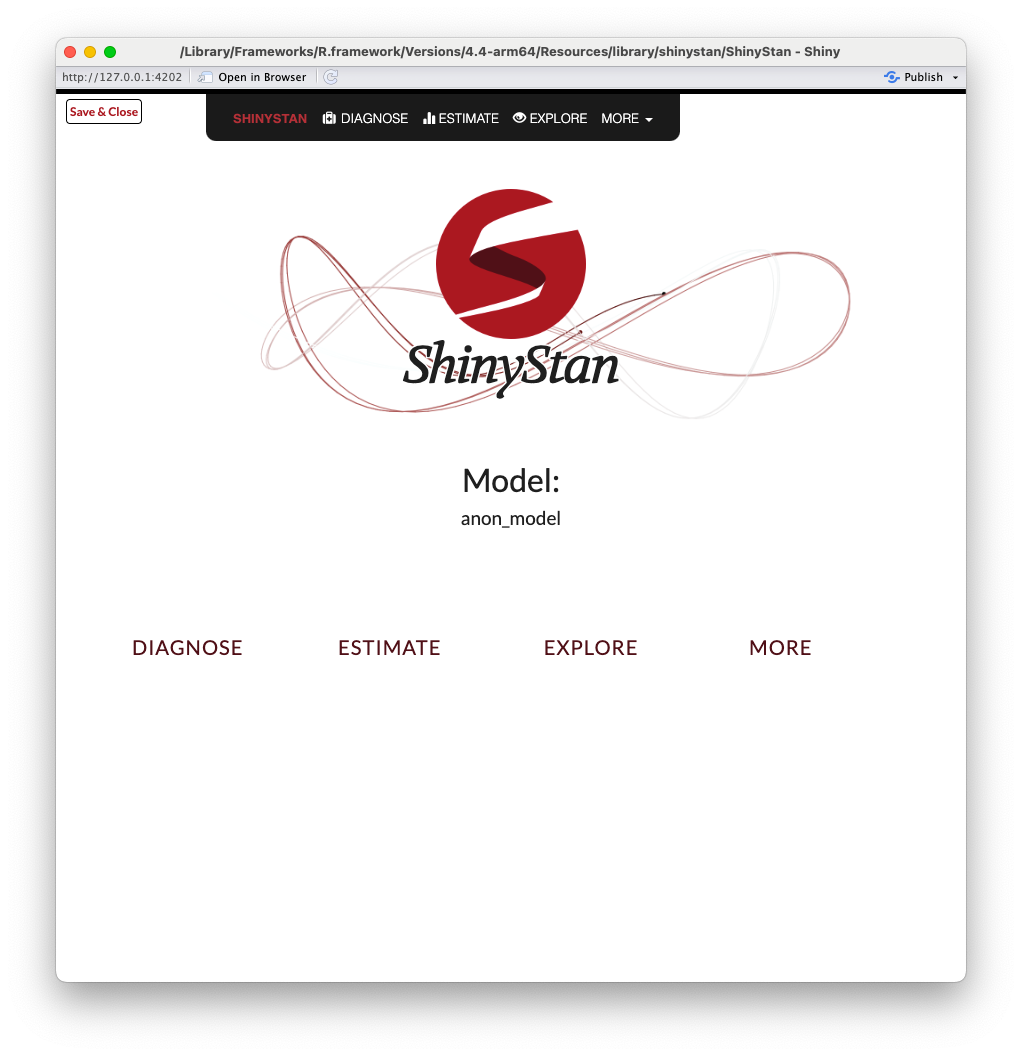 /Library/Frameworks/R.framework/Versions/4.4-arm64/Resources/library/shinystan/ShinyStan - Shiny
http://127.0.0.1:4202 Open in Browser Publish
Save & Close SHINYSTAN DIAGNOSE ESTIMATE EXPLORE MORE
ShinyStan
Model:
anon_model
DIAGNOSE ESTIMATE EXPLORE MORE